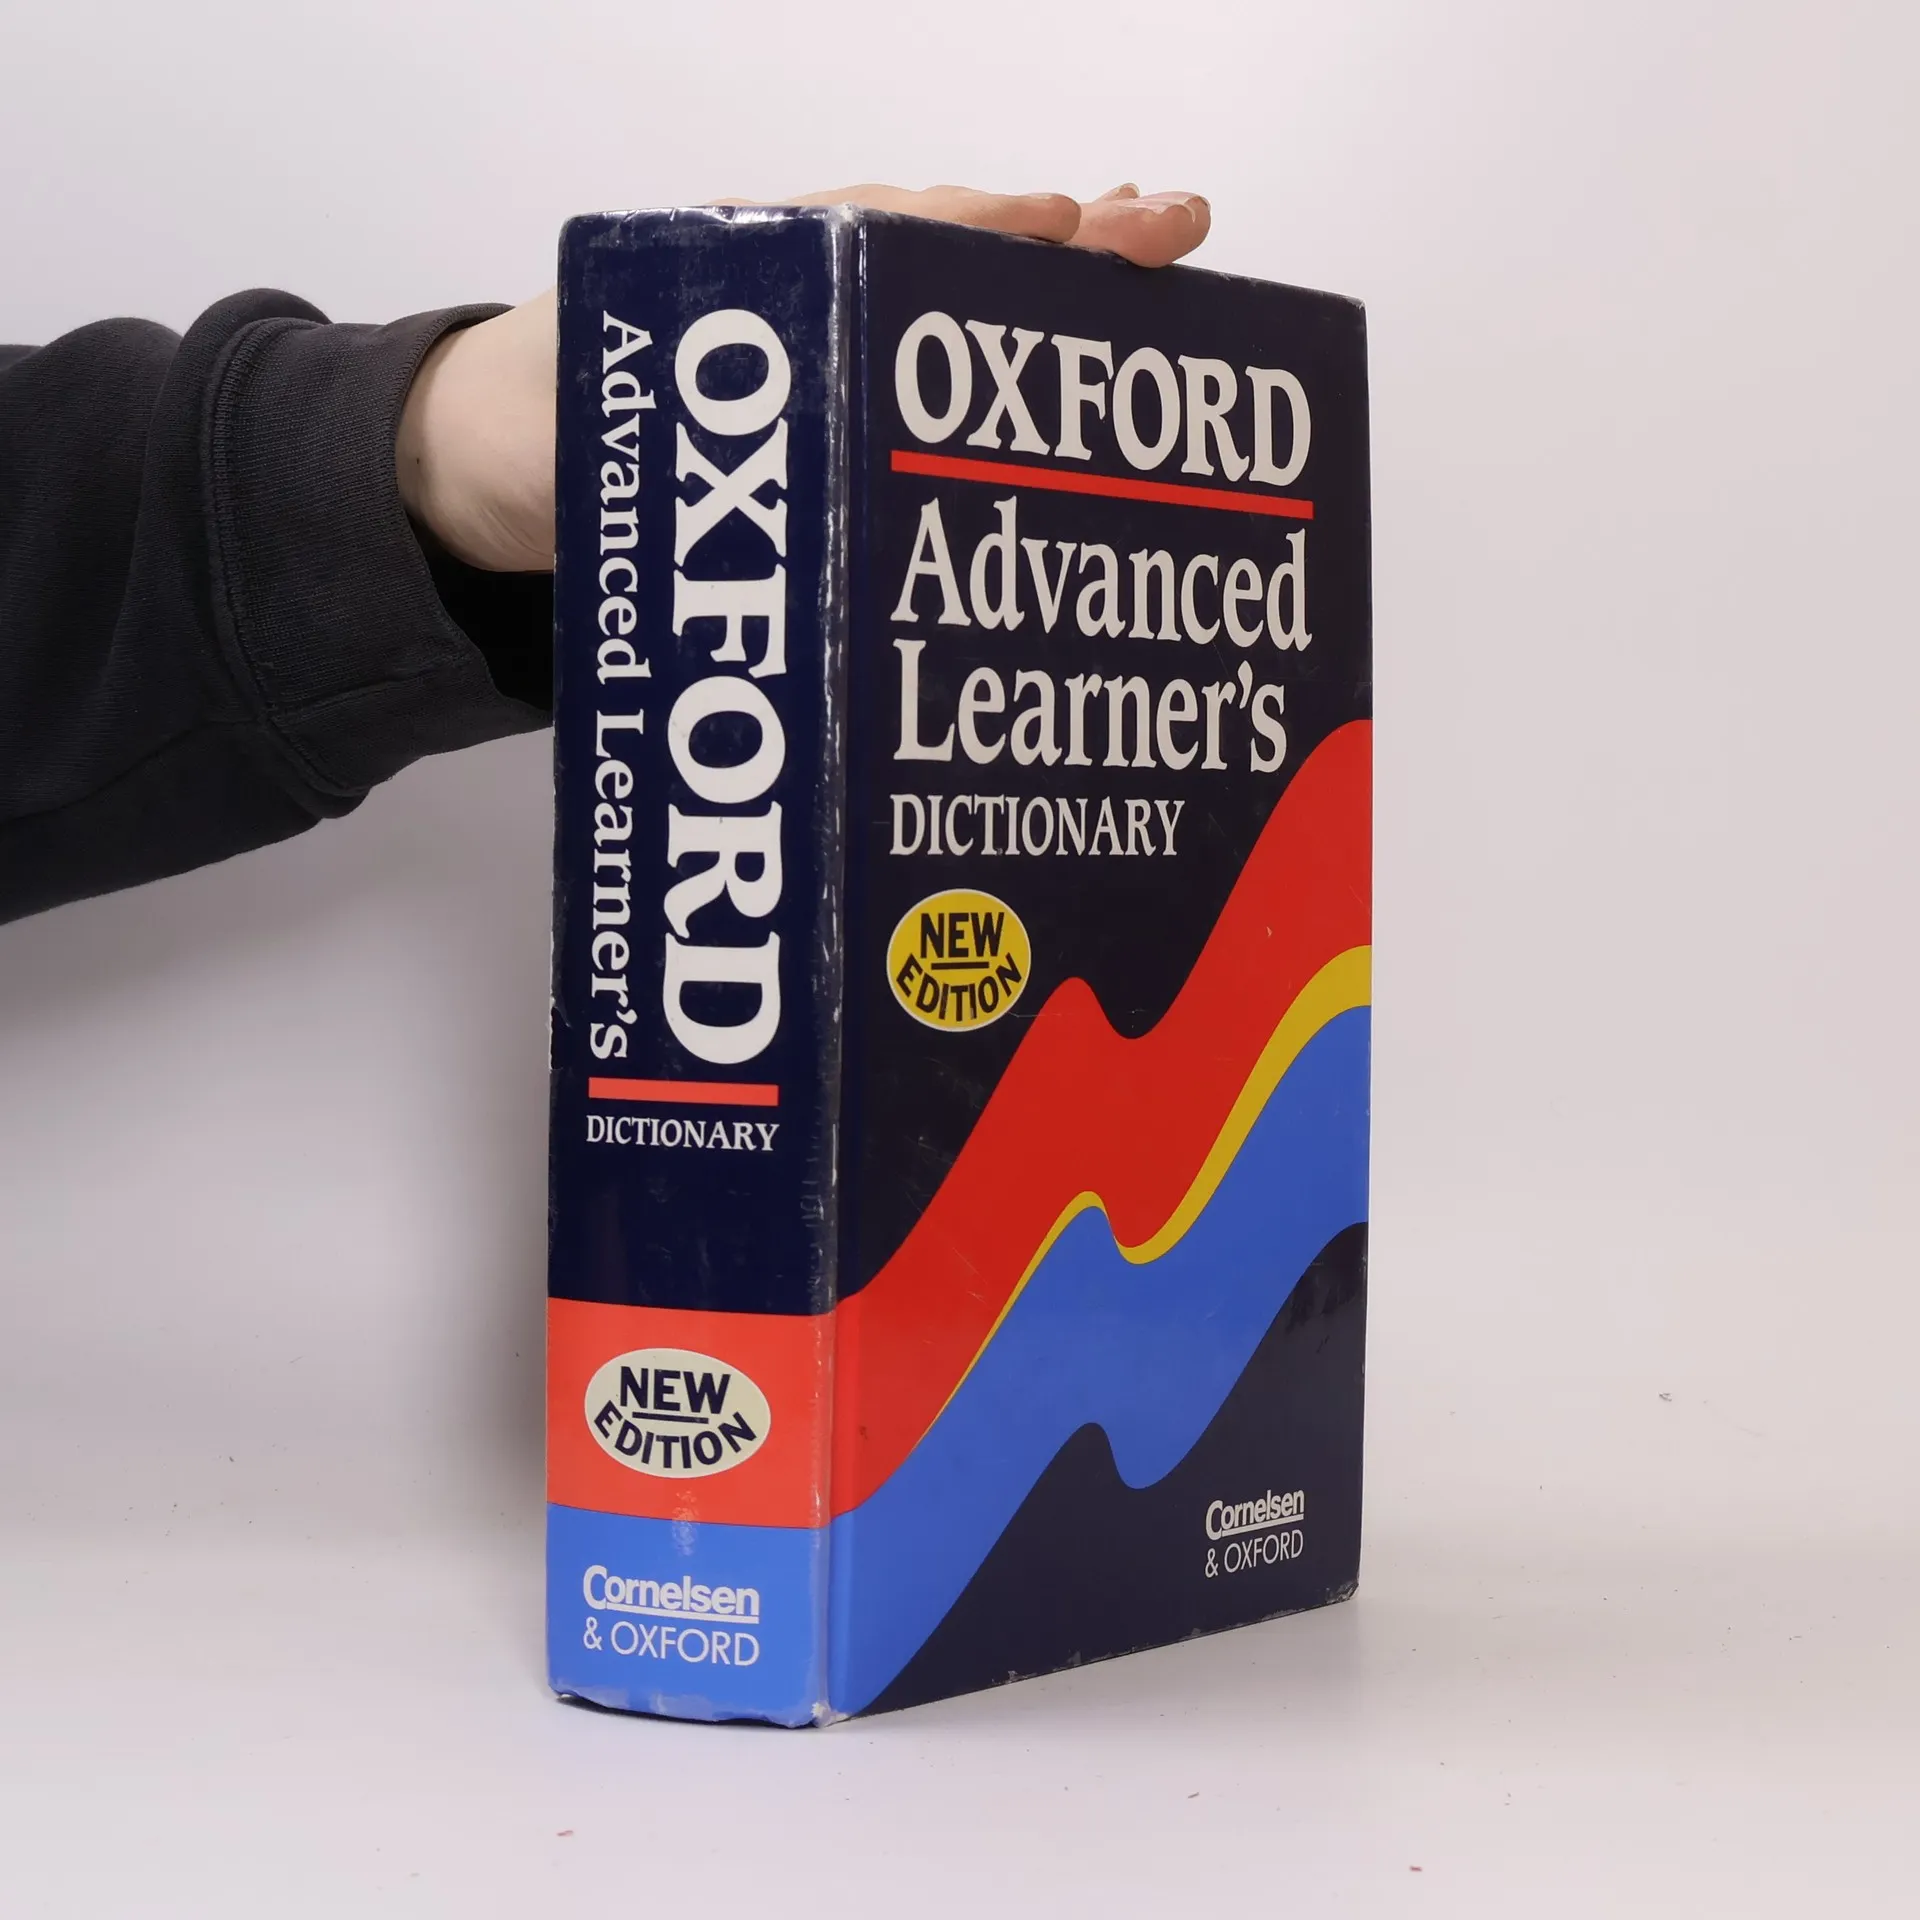 OXFORD
Advanced Learner's
DICTIONARY
NEW
EDITION
Cornelsen
& OXFORD
OXFORD
Advanced
Learner's
DICTIONARY
NEW
EDITION
Cornelsen
& OXFORD